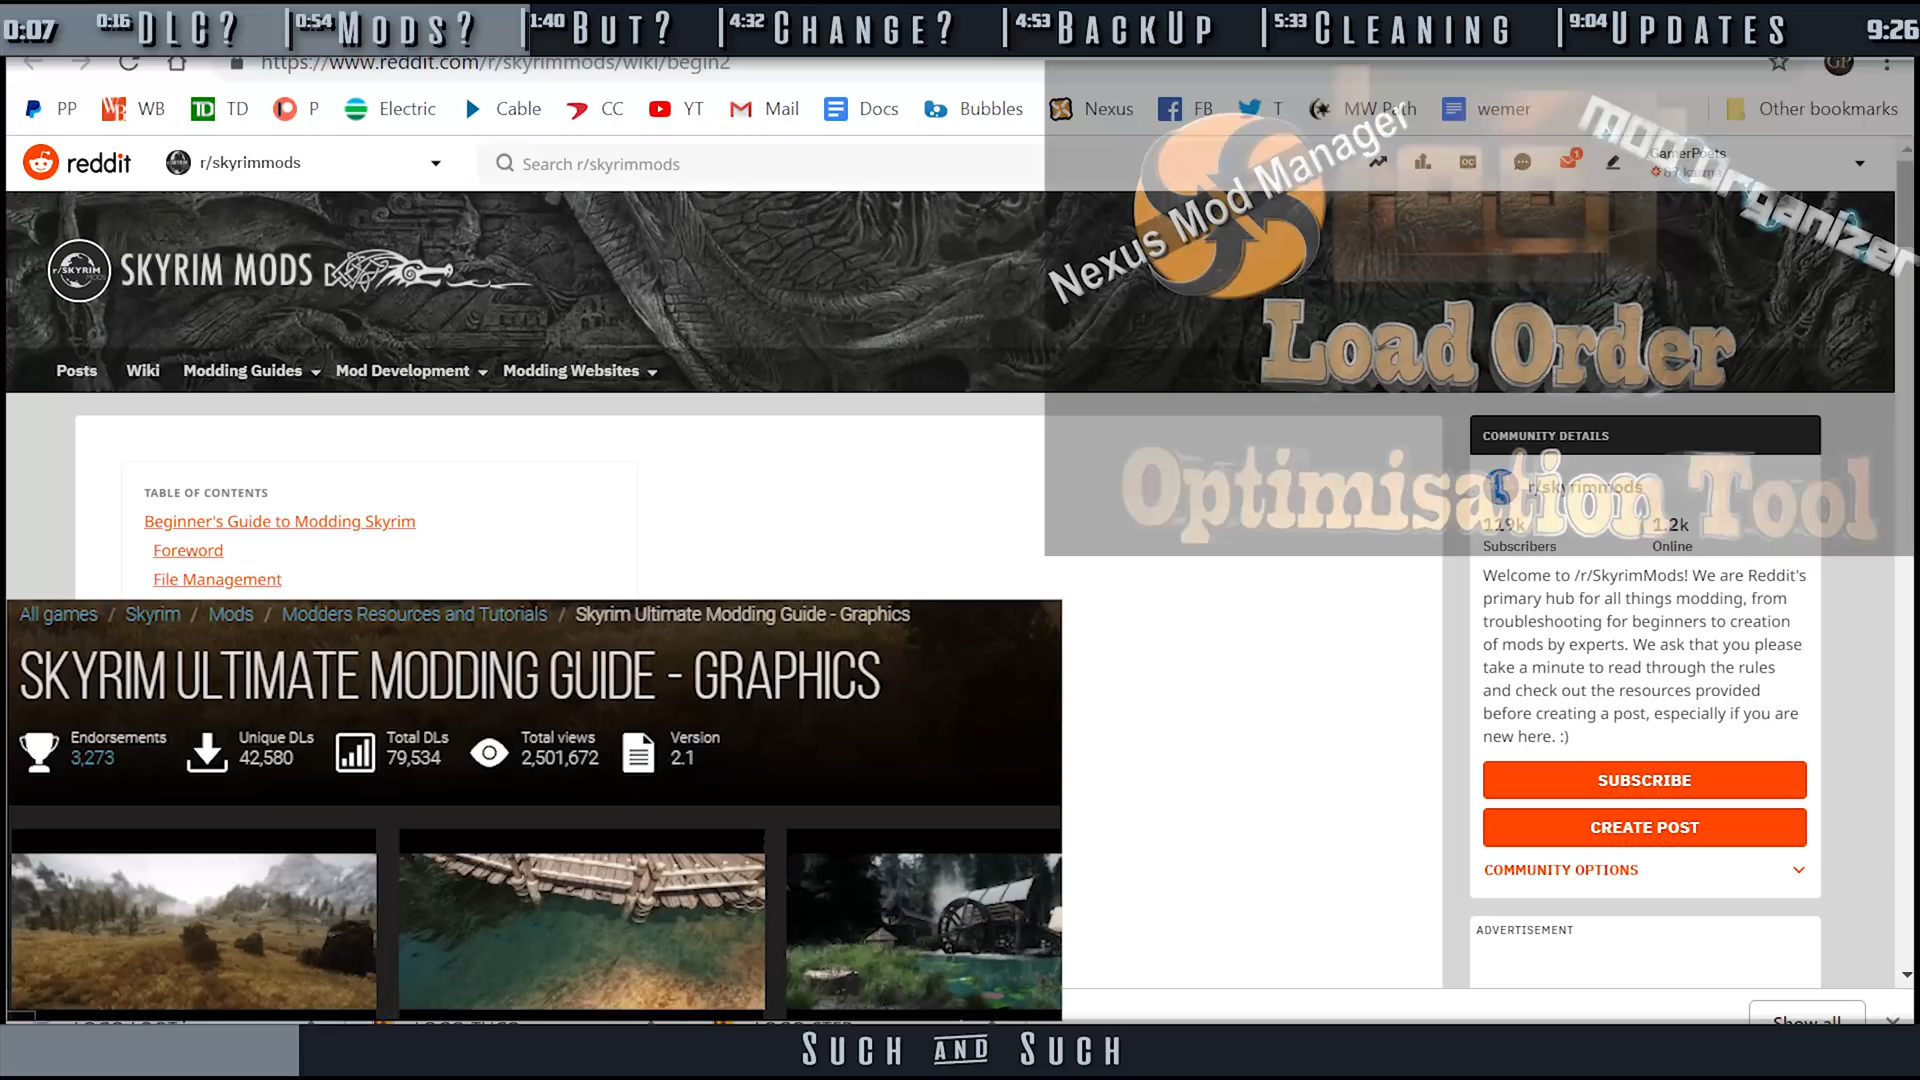 0:07 0:16 DLC? 0:54 MODS? 1:40 BUT? 4:32 CHANGE? 4:53 BACKUP 5:33 CLEANING 9:04 UPDATES 9:26
https://www.reddit.com/r/skyrimmods/wiki/begin2
GP
PP WB TD P Electric Cable CC YT Mail Docs Bubbles Nexus FB T MW Path wemer Other bookmarks
reddit r/skyrimmods Search r/skyrimmods
GamerPoets
Nexus Mod Manager
mod organizer
r/SKYRIM MODS
SKYRIM MODS
Load Order
Posts Wiki Modding Guides Mod Development Modding Websites
Optimisation Tool
TABLE OF CONTENTS
Beginner's Guide to Modding Skyrim
Foreword
File Management
COMMUNITY DETAILS
r/skyrimmods
119k 1.2k
Subscribers Online
Welcome to /r/SkyrimMods! We are Reddit's
primary hub for all things modding, from
troubleshooting for beginners to creation
of mods by experts. We ask that you please
take a minute to read through the rules
and check out the resources provided
before creating a post, especially if you are
new here. :)
SUBSCRIBE
CREATE POST
COMMUNITY OPTIONS
ADVERTISEMENT
All games / Skyrim / Mods / Modders Resources and Tutorials / Skyrim Ultimate Modding Guide - Graphics
SKYRIM ULTIMATE MODDING GUIDE - GRAPHICS
Endorsements Unique DLs Total DLs Total views Version
3,273 42,580 79,534 2,501,672 2.1
Show all
SUCH AND SUCH